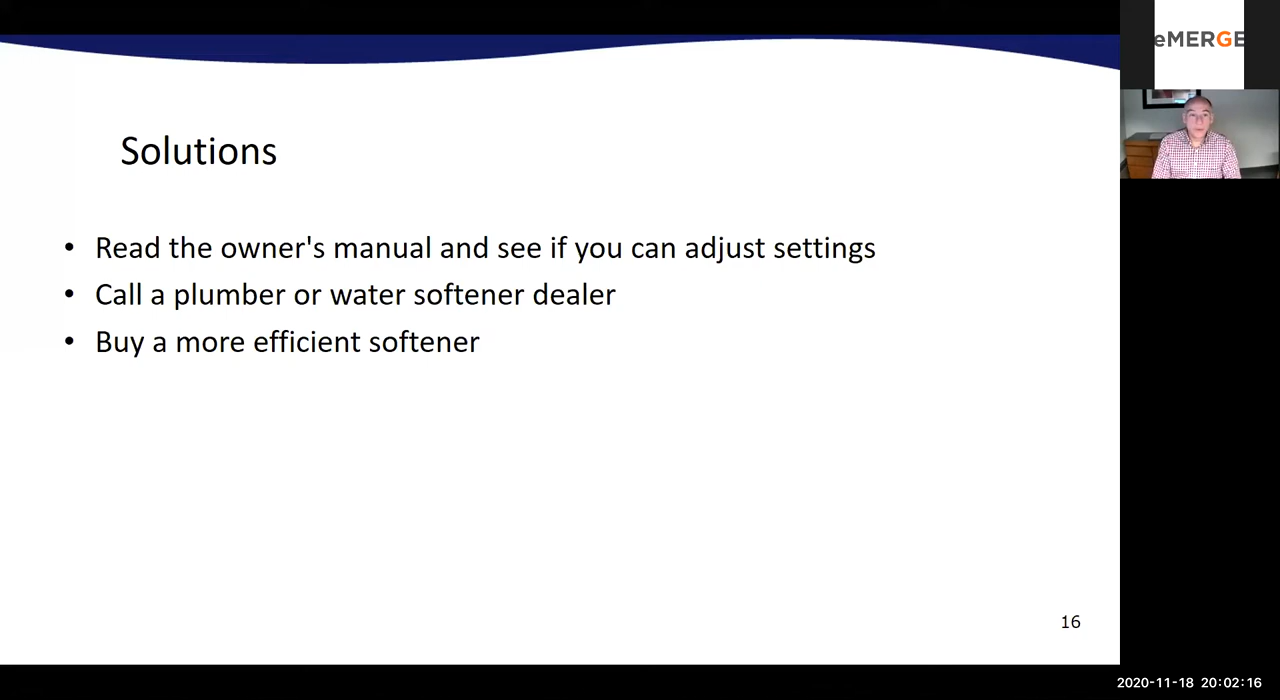 eMERGE
Solutions
• Read the owner's manual and see if you can adjust settings
• Call a plumber or water softener dealer
• Buy a more efficient softener
16
2020-11-18 20:02:16